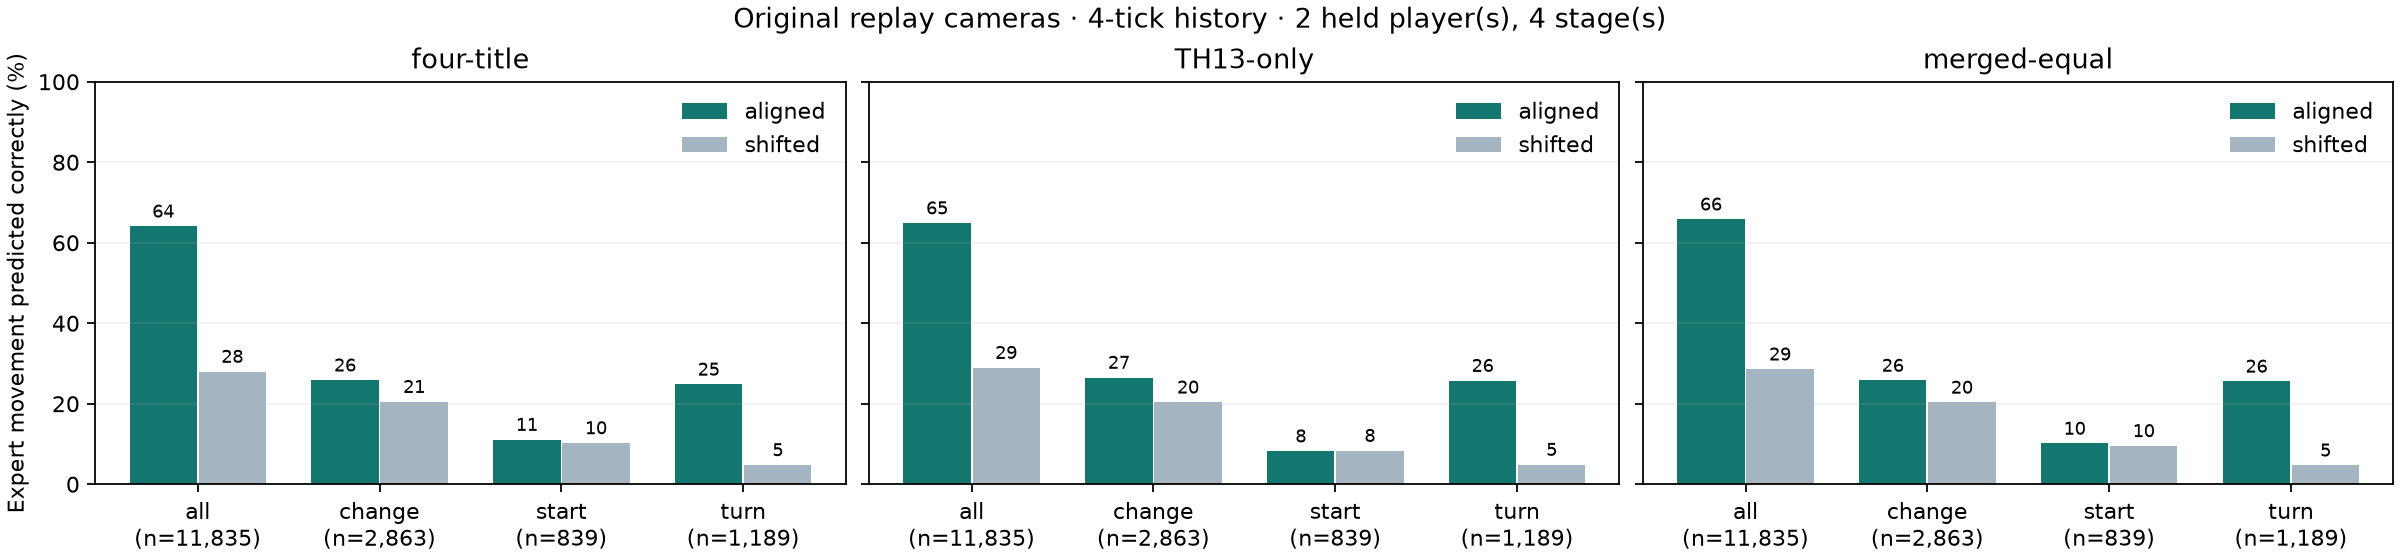 Original replay cameras · 4-tick history · 2 held player(s), 4 stage(s)
Expert movement predicted correctly (%)
four-title
100
80
60
40
20
0
aligned
shifted
64
28
26
21
11
10
25
5
all
(n=11,835)
change
(n=2,863)
start
(n=839)
turn
(n=1,189)
TH13-only
aligned
shifted
65
29
27
20
8
8
26
5
all
(n=11,835)
change
(n=2,863)
start
(n=839)
turn
(n=1,189)
merged-equal
aligned
shifted
66
29
26
20
10
10
26
5
all
(n=11,835)
change
(n=2,863)
start
(n=839)
turn
(n=1,189)